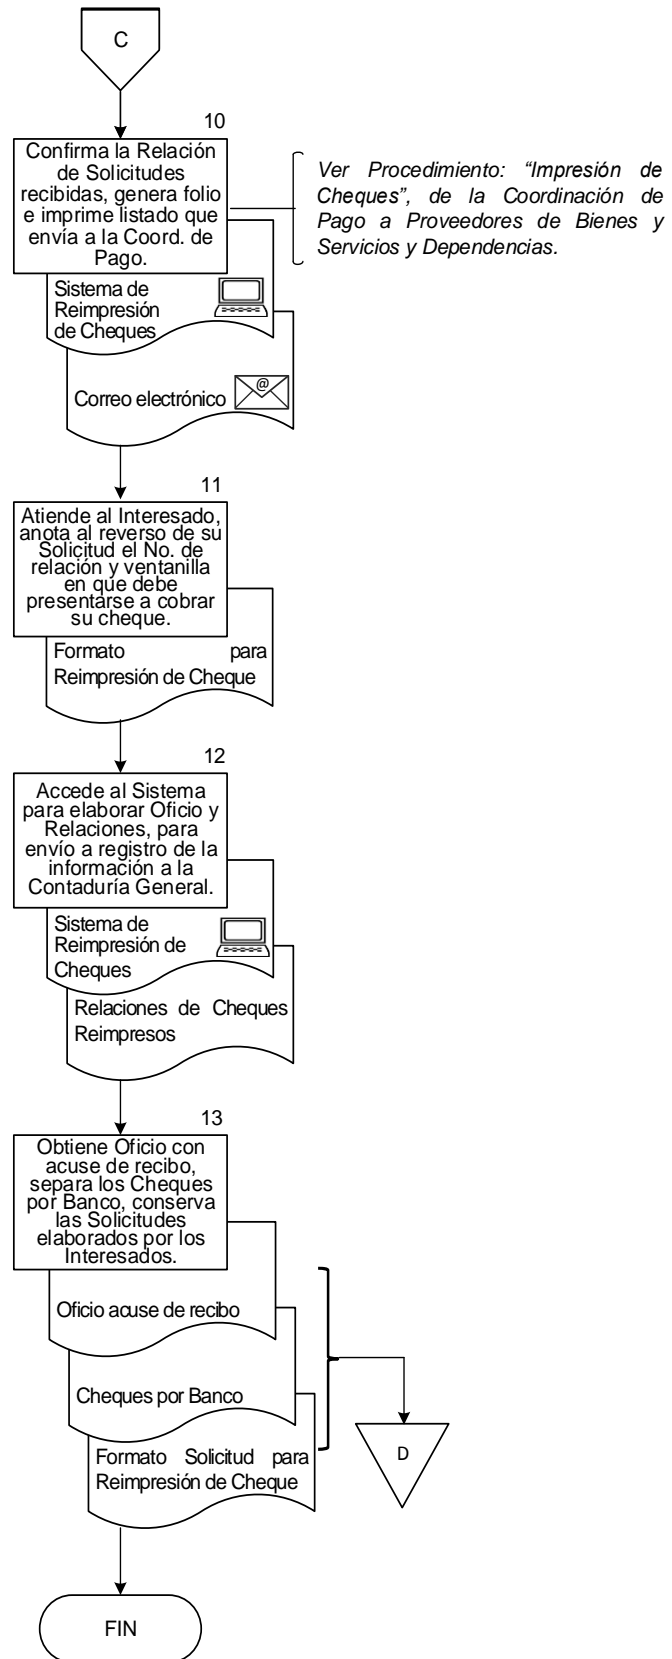 C
10
Confirma la Relación
de Solicitudes
recibidas, genera folio
e imprime listado que
envía a la Coord. de
Pago.
Ver Procedimiento: “Impresión de
Cheques”, de la Coordinación de
Pago a Proveedores de Bienes y
Servicios y Dependencias.
Sistema de
Reimpresión
de Cheques
Correo electrónico
@
11
Atiende al Interesado,
anota al reverso de su
Solicitud el No. de
relación y ventanilla
en que debe
presentarse a cobrar
su cheque.
Formato para
Reimpresión de Cheque
12
Accede al Sistema
para elaborar Oficio y
Relaciones, para
envío a registro de la
información a la
Contaduría General.
Sistema de
Reimpresión de
Cheques
Relaciones de Cheques
Reimpresos
13
Obtiene Oficio con
acuse de recibo,
separa los Cheques
por Banco, conserva
las Solicitudes
elaborados por los
Interesados.
Oficio acuse de recibo
Cheques por Banco
Formato Solicitud para
Reimpresión de Cheque
D
FIN